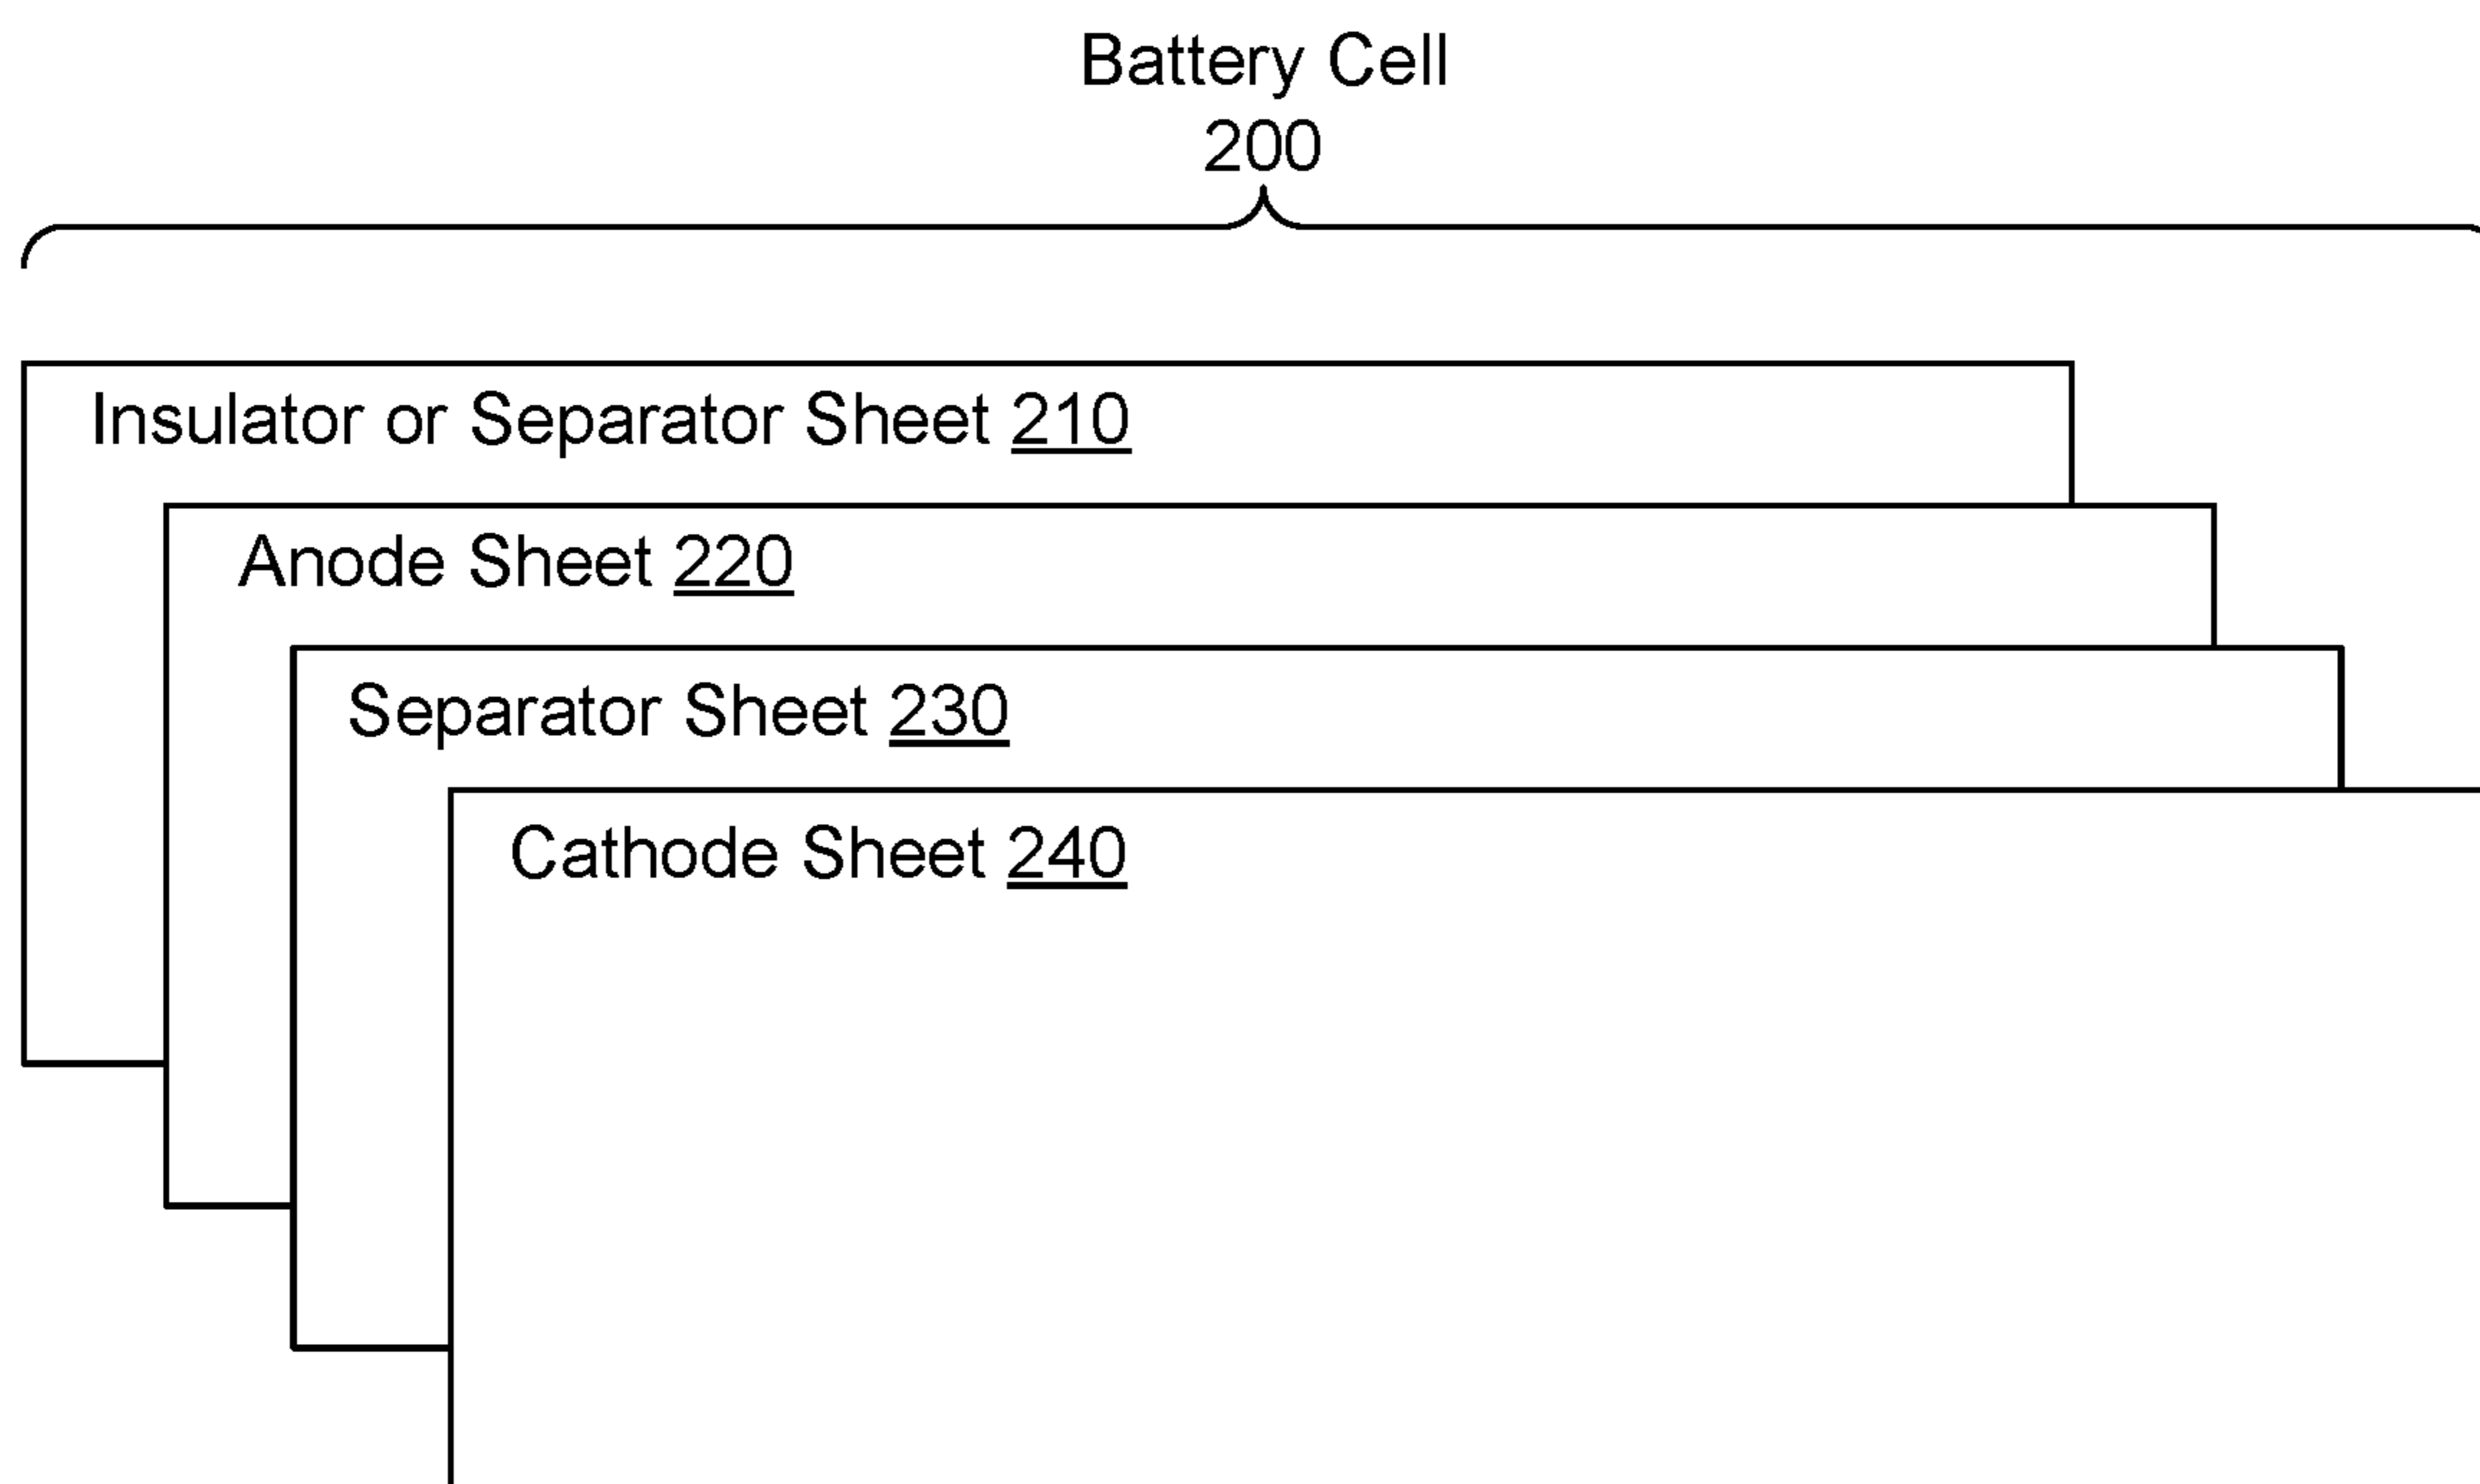 Battery Cell
200
Insulator or Separator Sheet 210
Anode Sheet 220
Separator Sheet 230
Cathode Sheet 240